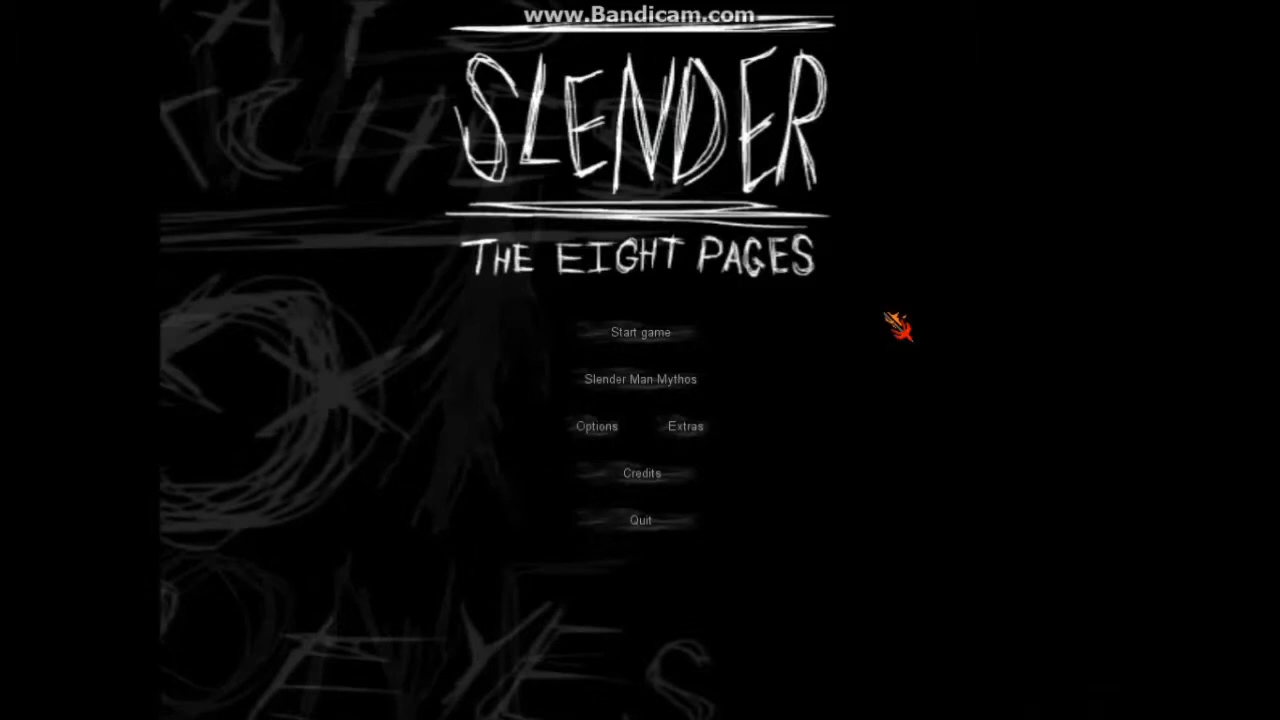 www.Bandicam.com
SLENDER
THE EIGHT PAGES
Start game
Slender Man Mythos
Options Extras
Credits
Quit